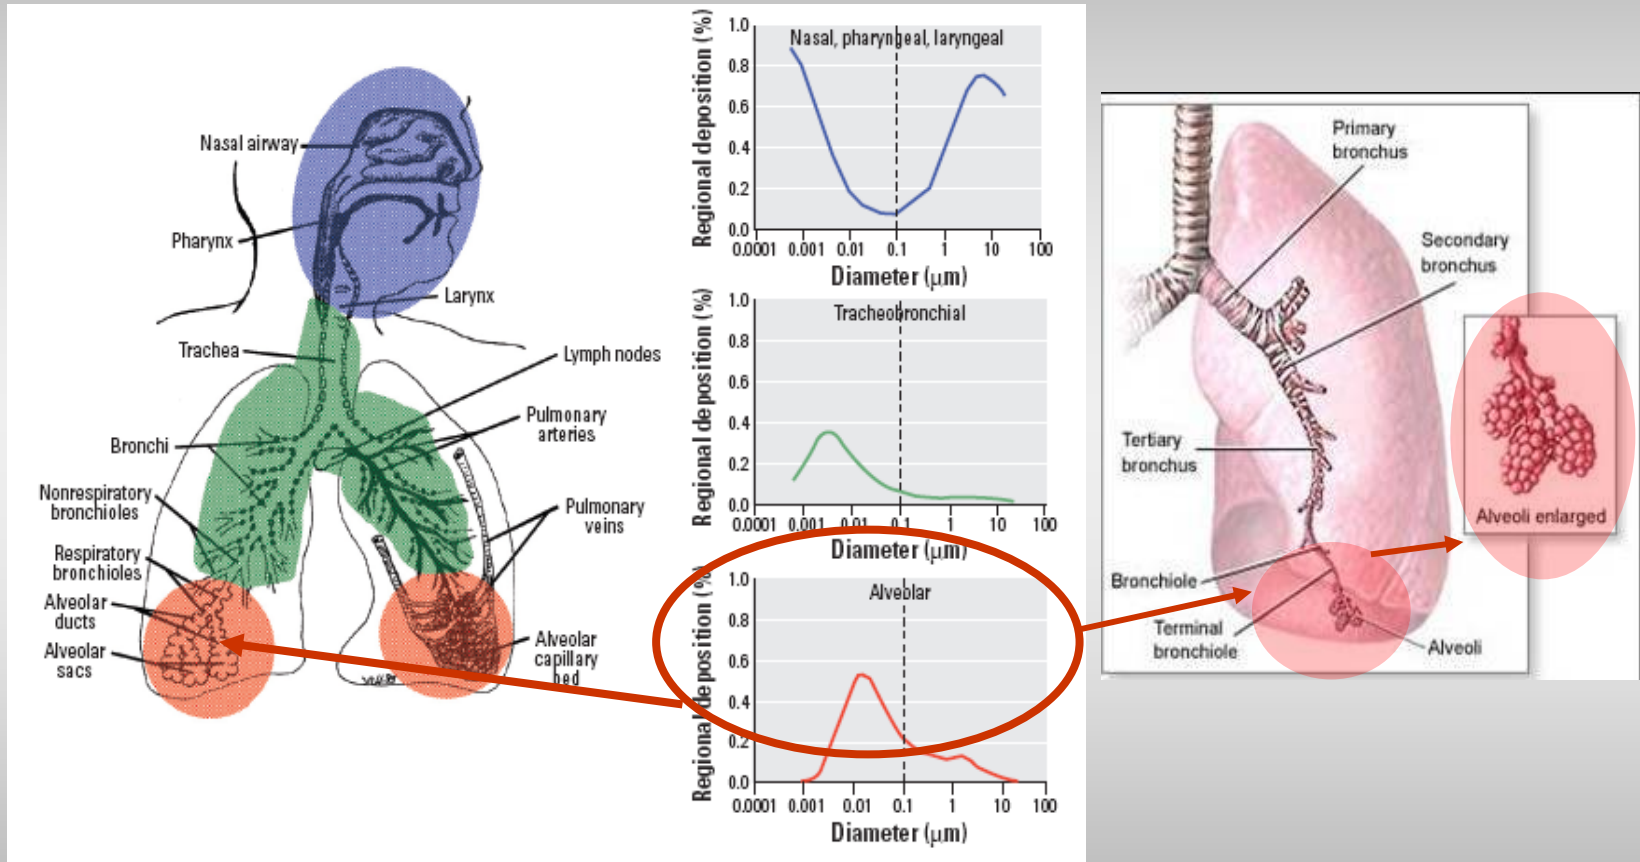 Nasal airway
Pharynx
Larynx
Trachea
Lymph nodes
Pulmonary
arteries
Bronchi
Nonrespiratory
bronchioles
Pulmonary
veins
Respiratory
bronchioles
Alveolar
ducts
Alveolar
sacs
Alveolar
capillary
bed
Regional deposition (%)
1.0
0.8
0.6
0.4
0.2
0.0
Nasal, pharyngeal, laryngeal
0.0001 0.001 0.01 0.1 1 10 100
Diameter (μm)
Regional deposition (%)
1.0
0.8
0.6
0.4
0.2
0.0
Tracheobronchial
0.0001 0.001 0.01 0.1 1 10 100
Diameter (μm)
Regional deposition (%)
1.0
0.8
0.6
0.4
0.2
0.0
Alveolar
0.0001 0.001 0.01 0.1 1 10 100
Diameter (μm)
Primary
bronchus
Secondary
bronchus
Tertiary
bronchus
Bronchiole
Terminal
bronchiole
Alveoli
Alveoli enlarged